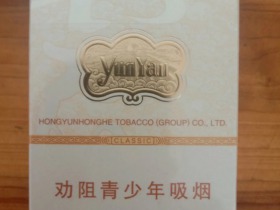 YunYan
HONGYUNHONGHE TOBACCO (GROUP) CO., LTD.
CLASSIC
劝阻青少年吸烟